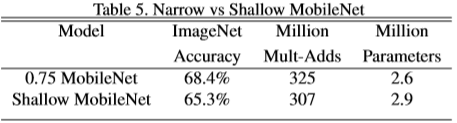 Table 5. Narrow vs Shallow MobileNet
Model ImageNet Million Million
Accuracy Mult-Adds Parameters
0.75 MobileNet 68.4% 325 2.6
Shallow MobileNet 65.3% 307 2.9